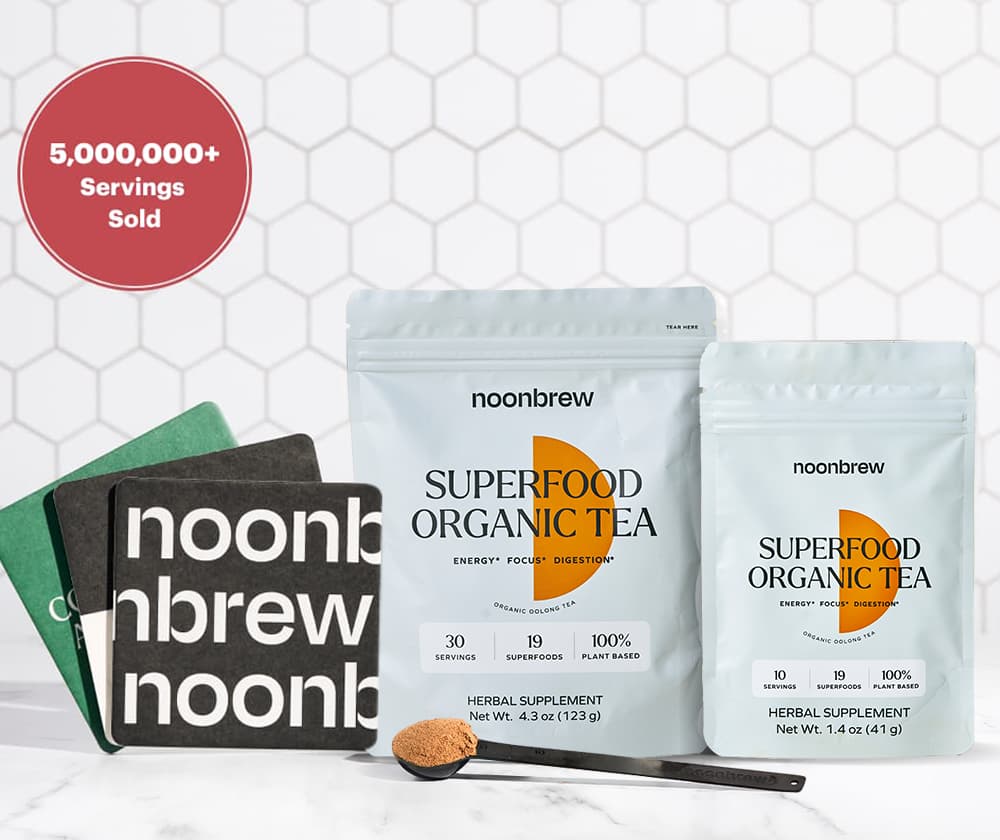 5,000,000+
Servings
Sold
TEAR HERE
noonbrew
SUPERFOOD
ORGANIC TEA
ENERGY* FOCUS* DIGESTION*
ORGANIC OOLONG TEA
30 SERVINGS
19 SUPERFOODS
100% PLANT BASED
HERBAL SUPPLEMENT
Net Wt. 4.3 oz (123 g)
noonbrew
SUPERFOOD
ORGANIC TEA
ENERGY* FOCUS* DIGESTION*
ORGANIC OOLONG TEA
10 SERVINGS
19 SUPERFOODS
100% PLANT BASED
HERBAL SUPPLEMENT
Net Wt. 1.4 oz (41 g)
noonb
nbrew
noonb